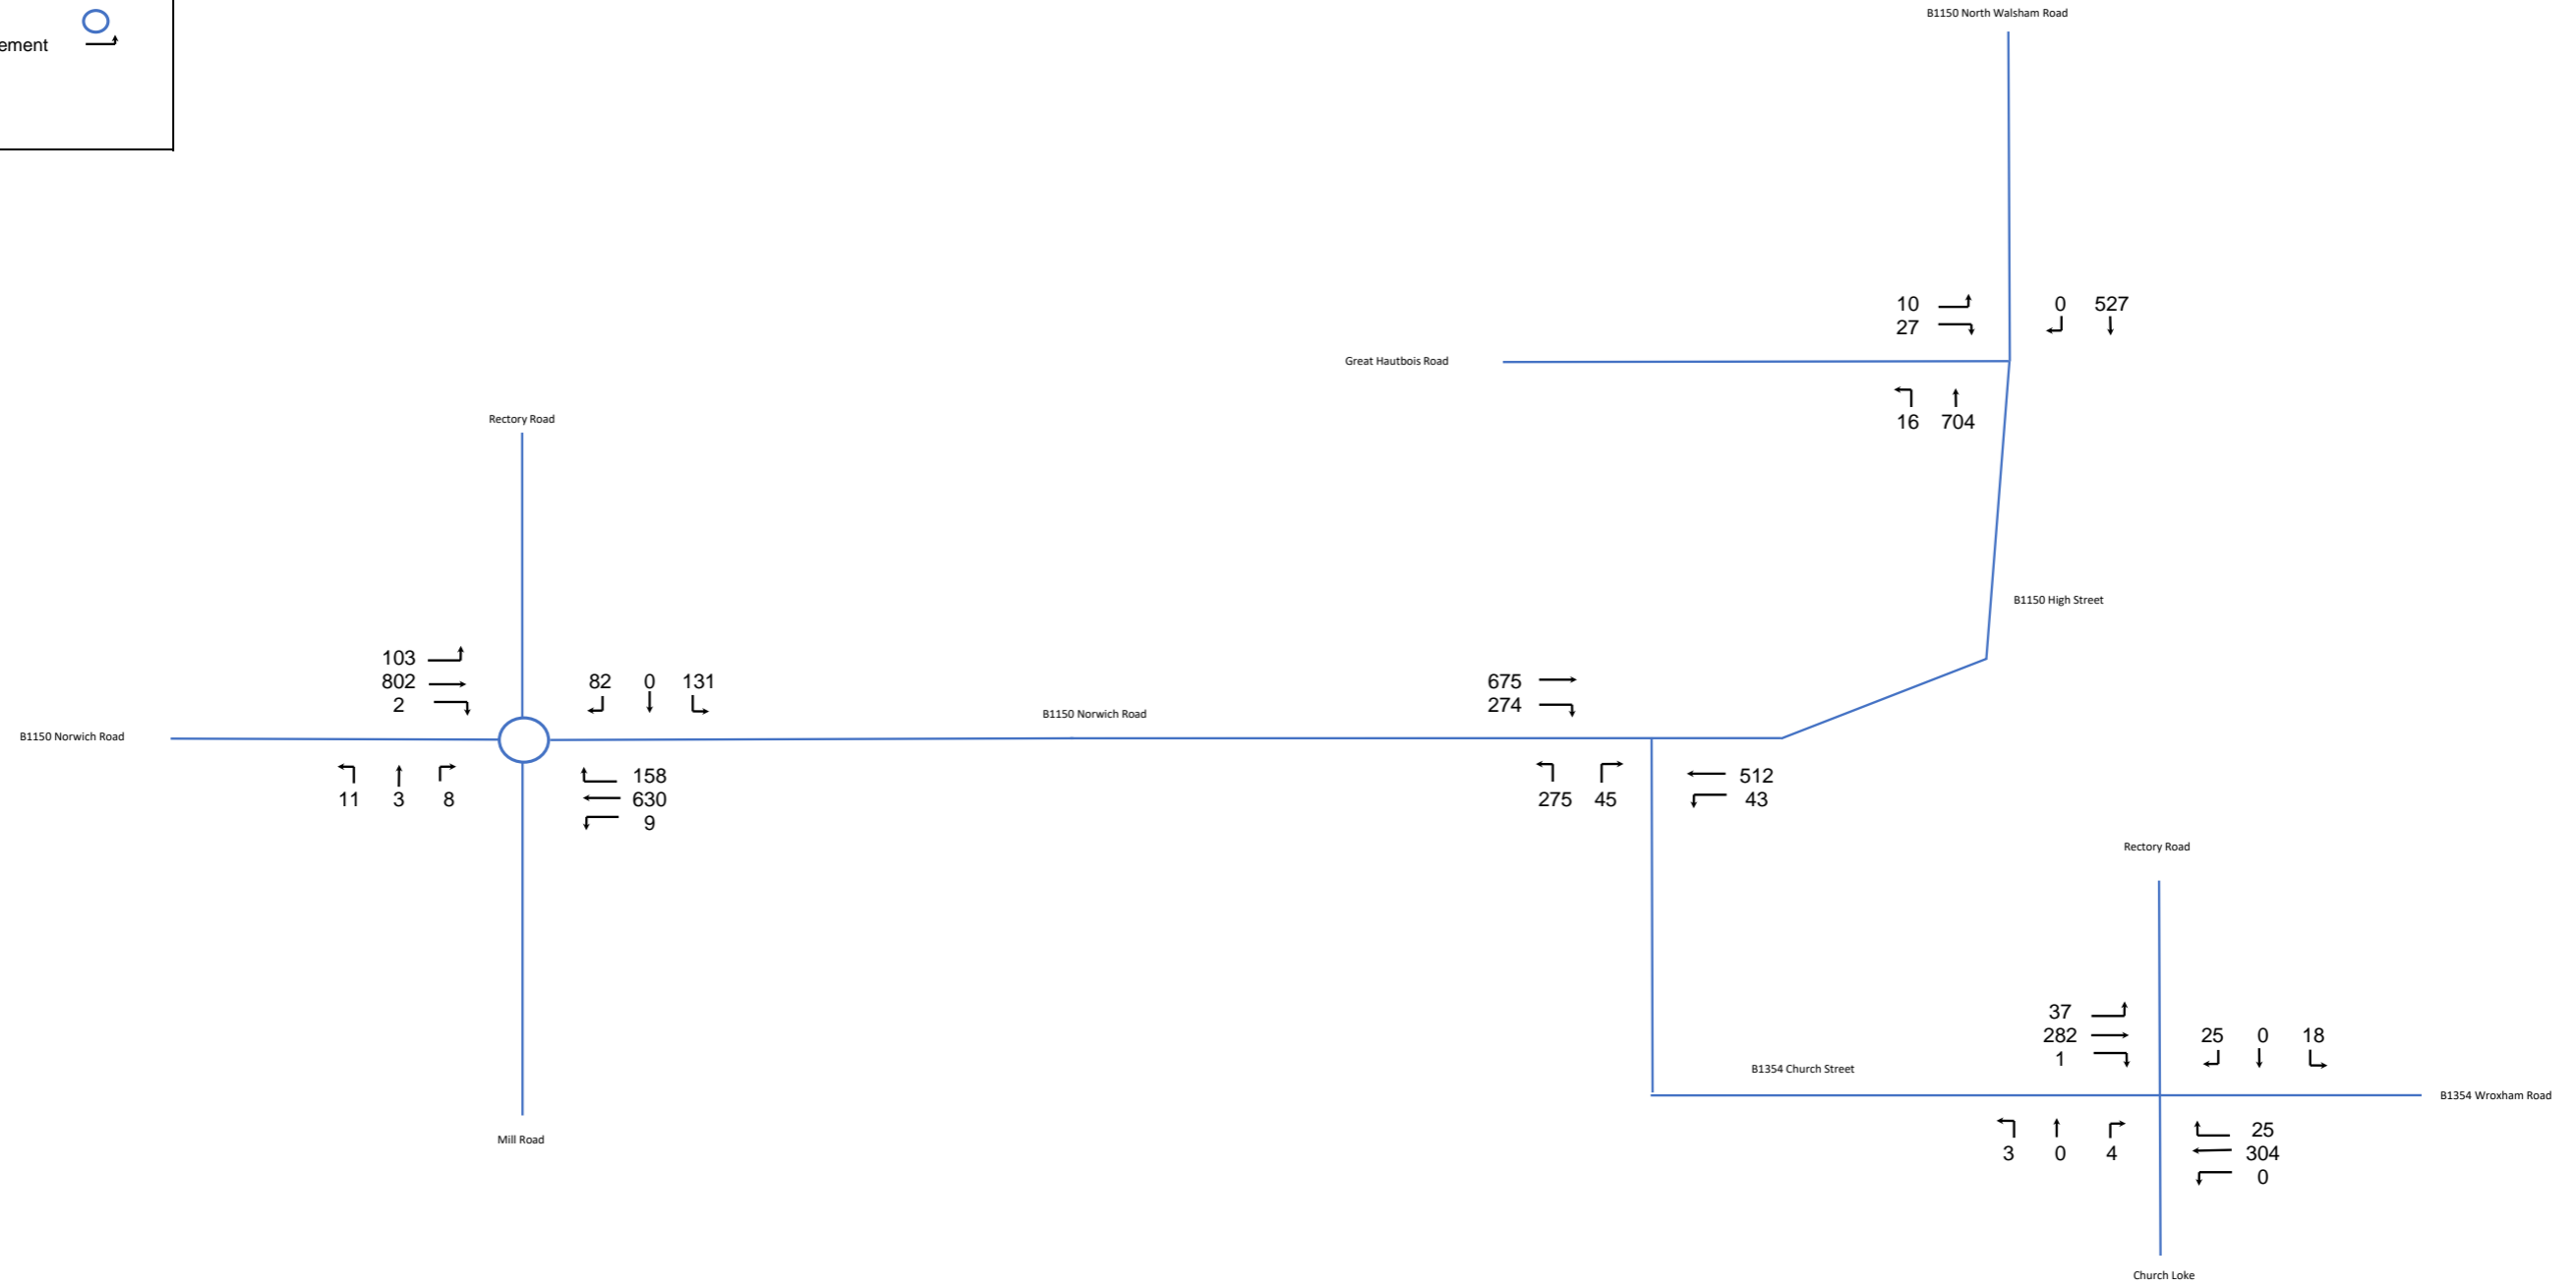 ement
B1150 North Walsham Road
10 0 527
27
Great Hautbois Road
16 704
Rectory Road
B1150 High Street
103
802 82 0 131
2
675
274
B1150 Norwich Road
B1150 Norwich Road
158
11 3 8 630
9
512
275 45 43
Rectory Road
37
282 25 0 18
1
B1354 Church Street
B1354 Wroxham Road
25
3 0 4 304
0
Mill Road
Church Loke